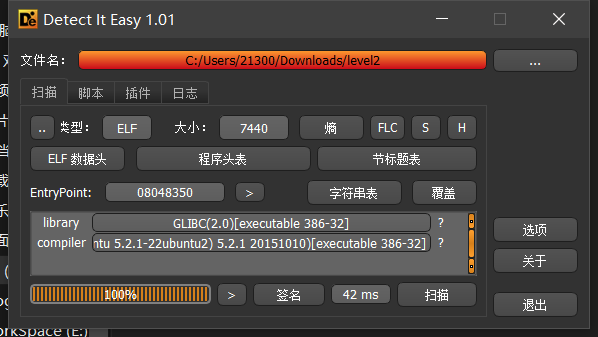 Detect It Easy 1.01
文件名： C:/Users/21300/Downloads/level2 ...
扫描 脚本 插件 日志
.. 类型： ELF 大小： 7440 熵 FLC S H
ELF 数据头 程序头表 节标题表
EntryPoint: 08048350 > 字符串表 覆盖
library GLIBC(2.0)[executable 386-32] ?
compiler ntu 5.2.1-22ubuntu2) 5.2.1 20151010)[executable 386-32] ?
选项
关于
100% > 签名 42 ms 扫描 退出
(E:)